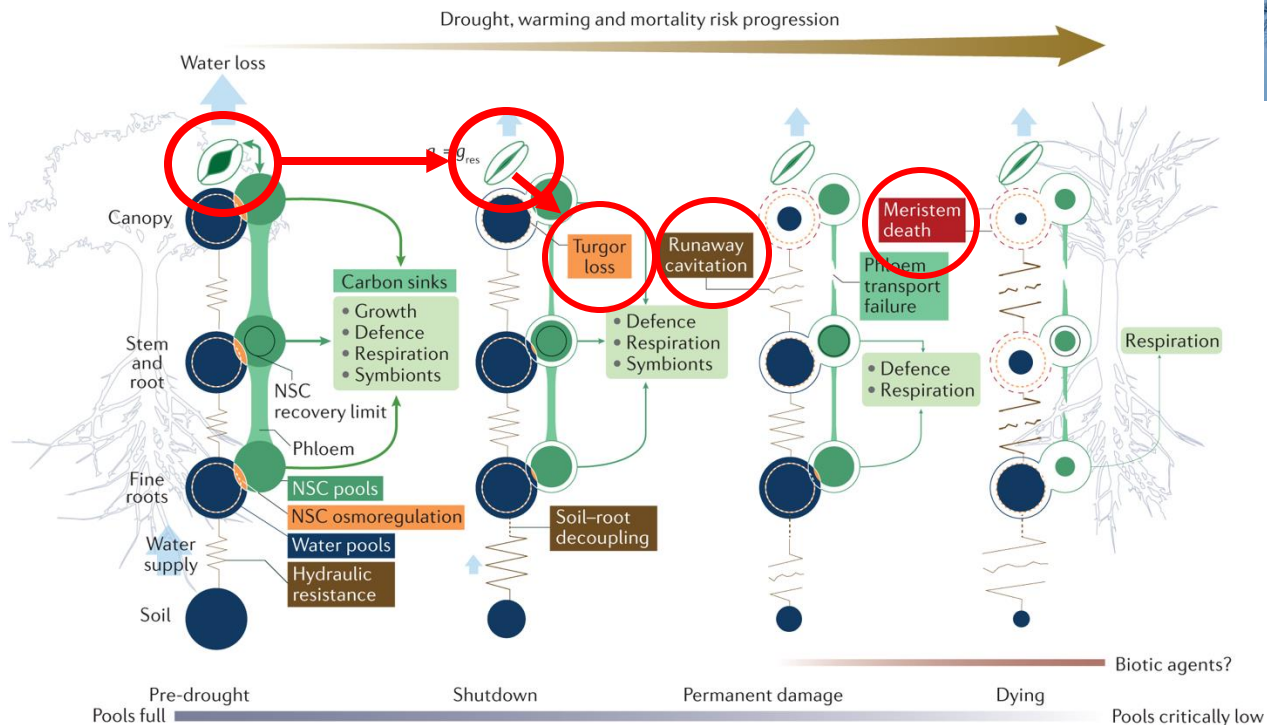 Drought, warming and mortality risk progression
Water loss
= gres
Canopy
Turgor
loss
Runaway
cavitation
Meristem
death
Carbon sinks
• Growth
• Defence
• Respiration
• Symbionts
• Defence
• Respiration
• Symbionts
Phloem
transport
failure
Stem
and
root
NSC
recovery limit
• Defence
• Respiration
Respiration
Phloem
Fine
roots
NSC pools
NSC osmoregulation
Water pools
Hydraulic
resistance
Soil–root
decoupling
Water
supply
Soil
Biotic agents?
Pre-drought
Shutdown
Permanent damage
Dying
Pools full
Pools critically low